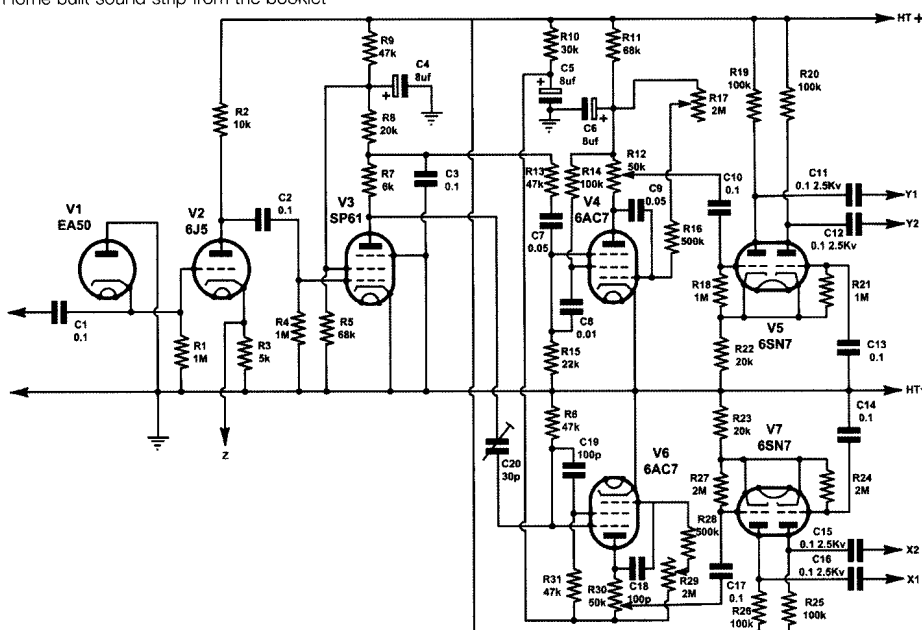 Home built sound strip from the booklet
HT+
R9
47k
R10
30k
R11
68k
C4
8uf
C5
8uf
R19
100k
R20
100k
R17
2M
R2
10k
R8
20k
C6
8uf
R12
50k
R13
47k
R14
100k
R7
6k
C3
0.1
C10
0.1
C11
0.1 2.5Kv
Y1
C2
0.1
V3
SP61
V4
6AC7
C9
0.05
V1
EA50
V2
6J5
C12
0.1 2.5Kv
Y2
C7
0.05
R16
500k
R18
1M
R21
1M
C1
0.1
R4
1M
R5
68k
C8
0.01
V5
6SN7
R1
1M
R3
5k
R15
22k
R22
20k
C13
0.1
HT-
Z
R6
47k
R23
20k
C14
0.1
V7
6SN7
C19
100p
C20
30p
V6
6AC7
R27
2M
R24
2M
R28
500k
C15
0.1 2.5Kv
X2
C16
0.1 2.5Kv
X1
R31
47k
R30
50k
C18
100p
R29
2M
C17
0.1
R26
100k
R25
100k